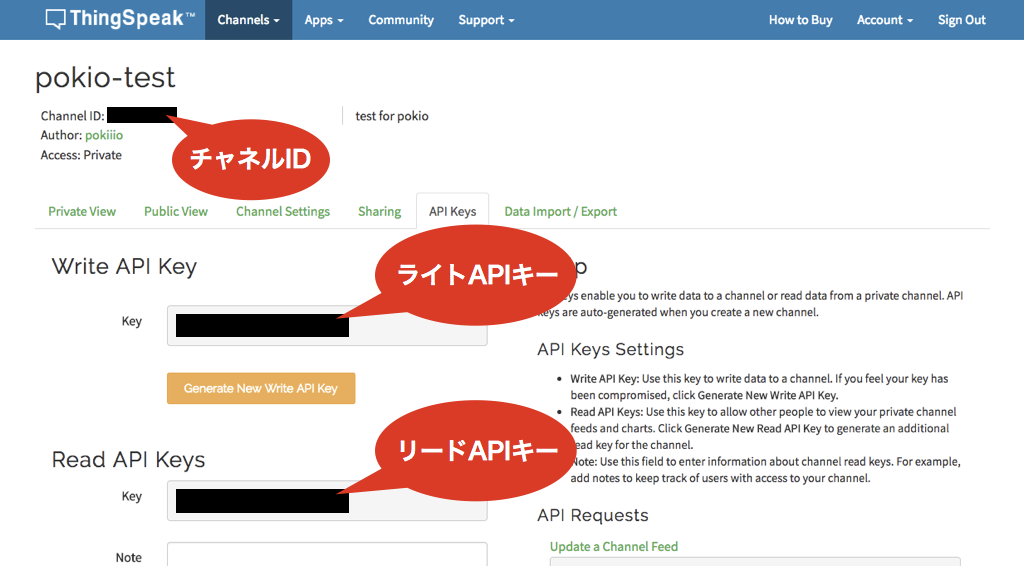 ThingSpeak™ Channels Apps Community Support How to Buy Account Sign Out
pokio-test
Channel ID:
test for pokio
Author: pokiiio
Access: Private
チャネルID
Private View Public View Channel Settings Sharing API Keys Data Import / Export
Write API Key
ライトAPIキー
enable you to write data to a channel or read data from a private channel. API
are auto-generated when you create a new channel.
Key
API Keys Settings
Generate New Write API Key
Write API Key: Use this key to write data to a channel. If you feel your key has
been compromised, click Generate New Write API Key.
Read API Keys: Use this key to allow other people to view your private channel
feeds and charts. Click Generate New Read API Key to generate an additional
read key for the channel.
Note: Use this field to enter information about channel read keys. For example,
add notes to keep track of users with access to your channel.
リードAPIキー
Read API Keys
Key
API Requests
Update a Channel Feed
Note